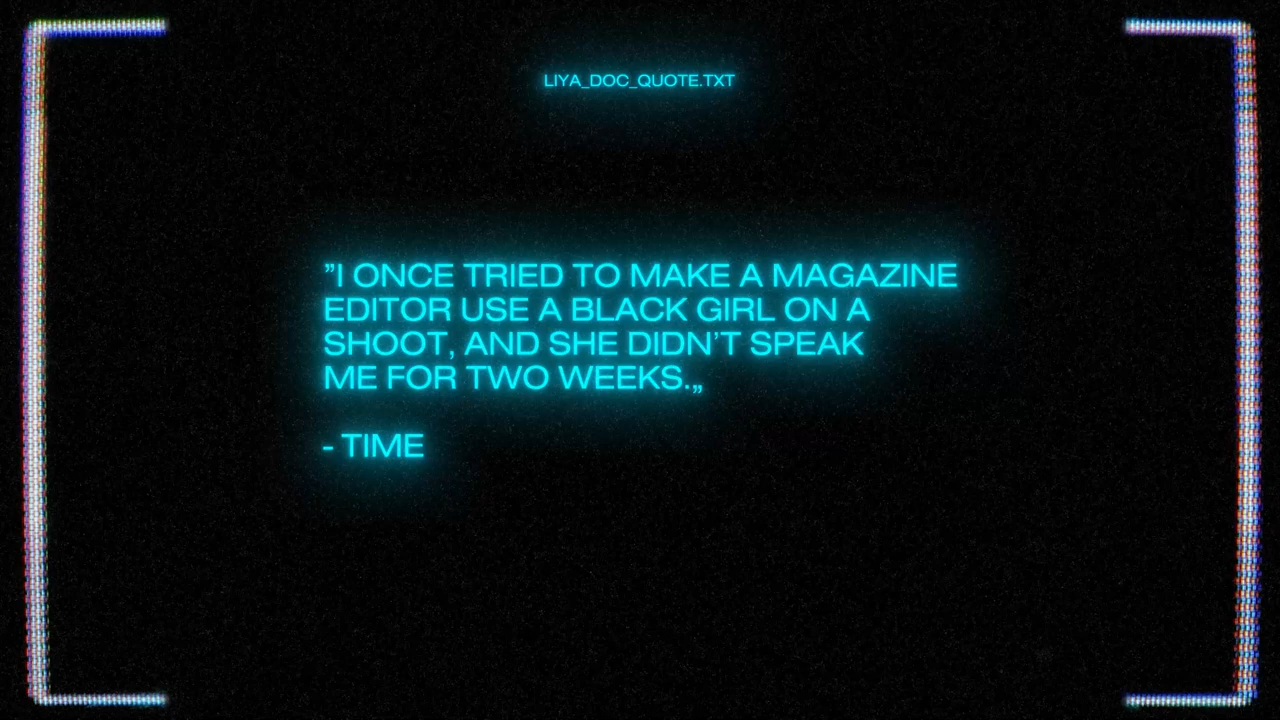 LIYA_DOC_QUOTE.TXT
”I ONCE TRIED TO MAKE A MAGAZINE
EDITOR USE A BLACK GIRL ON A
SHOOT, AND SHE DIDN’T SPEAK
ME FOR TWO WEEKS.„
- TIME